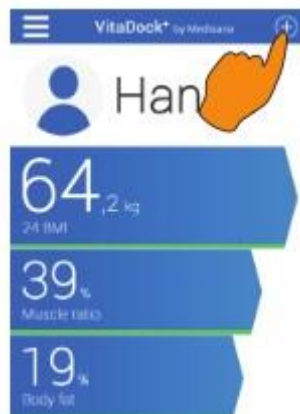 VitaDock+ by Medisana
Han
64,2 kg
24 BMI
39%
Muscle ratio
19%
Body fat